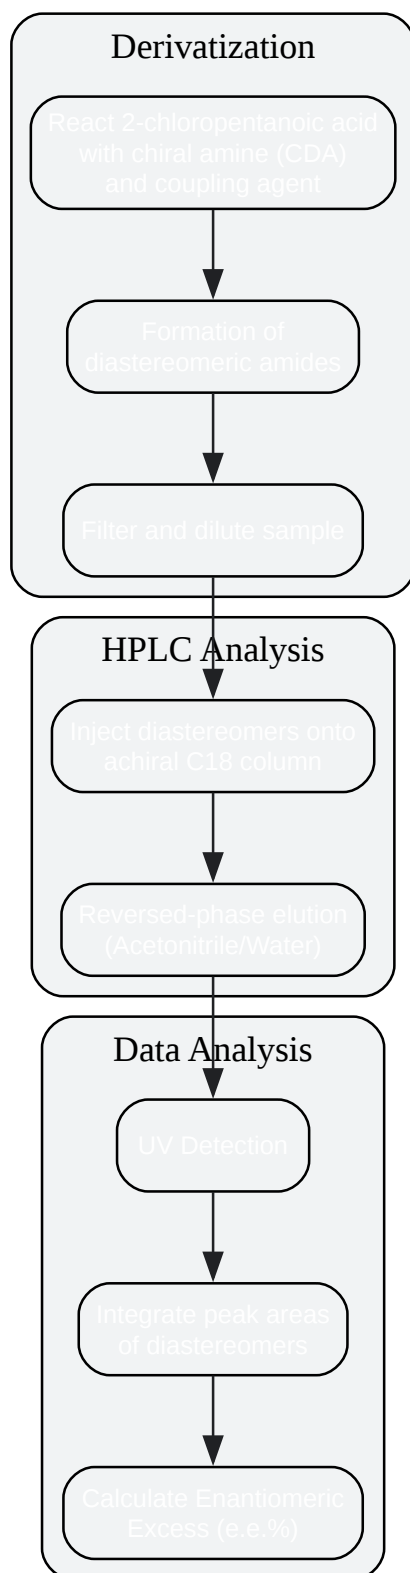 Derivatization
React 2-chloropentanoic acid
with chiral amine (CDA)
and coupling agent
Formation of
diastereomeric amides
Filter and dilute sample
HPLC Analysis
Inject diastereomers onto
achiral C18 column
Reversed-phase elution
(Acetonitrile/Water)
Data Analysis
UV Detection
Integrate peak areas
of diastereomers
Calculate Enantiomeric
Excess (e.e.%)